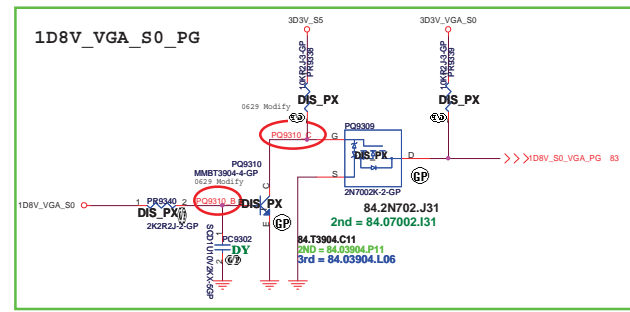 1D8V_VGA_S0_PG
3D3V_S5
3D3V_VGA_S0
10KR2J-3-GP
PR9338
10KR2J-3-GP
PR9339
DIS_PX
DIS_PX
0629 Modify
PQ9310_C
G
PQ9309
DIS_PX
D
S
GP
2N7002K-2-GP
1D8V_S0_VGA_PG 83
84.2N702.J31
2nd = 84.07002.I31
PQ9310
MMBT3904-4-GP
0629 Modify
C
PR9340
1D8V_VGA_S0
1
2
PQ9310_B
DIS_PX
DIS_PX
2K2R2J-2-GP
E
GP
PC9302
1
DY
2
84.T3904.C11
2ND = 84.03904.P11
3rd = 84.03904.L06